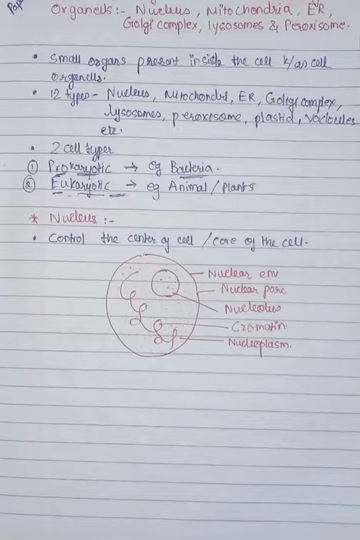 Organells:- Nucleus, Mitochondria, ER,
Golgi complex, lysosomes & Peroxisome.
• Small organs present inside the cell k/as cell
organells.
• 12 types- Nucleus, Mitochondri, ER, Golgi complex,
lysosomes, peroxisome, plastid, vacloules
etc.
• 2 cell types
① Prokaryotic → eg Bacteria.
② Eukaryotic → eg Animal/Plants
* Nucleus:-
• Control the center of cell / core of the cell.
Nuclear env
Nuclear pore
Nucleolus
Cromatin
Nucleoplasm.